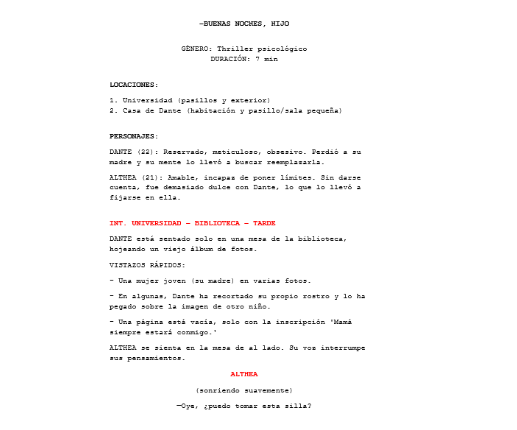 -BUENAS NOCHES, HIJO
GÉNERO: Thriller psicológico
DURACIÓN: 7 min
LOCACIONES:
1. Universidad (pasillos y exterior)
2. Casa de Dante (habitación y pasillo/sala pequeña)
PERSONAJES:
DANTE (22): Reservado, meticuloso, obsesivo. Perdió a su
madre y su mente lo llevó a buscar reemplazarla.
ALTHEA (21): Amable, incapas de poner límites. Sin darse
cuenta, fue demasiado dulce con Dante, lo que lo llevó a
fijarse en ella.
INT. UNIVERSIDAD – BIBLIOTECA – TARDE
DANTE está sentado solo en una mesa de la biblioteca,
hojeando un viejo álbum de fotos.
VISTAZOS RÁPIDOS:
- Una mujer joven (su madre) en varias fotos.
- En algunas, Dante ha recortado su propio rostro y lo ha
pegado sobre la imagen de otro niño.
- Una página está vacía, solo con la inscripción 'Mamá
siempre estará conmigo.'
ALTHEA se sienta en la mesa de al lado. Su voz interrumpe
sus pensamientos.
ALTHEA
(sonriendo suavemente)
—Oye, ¿puedo tomar esta silla?